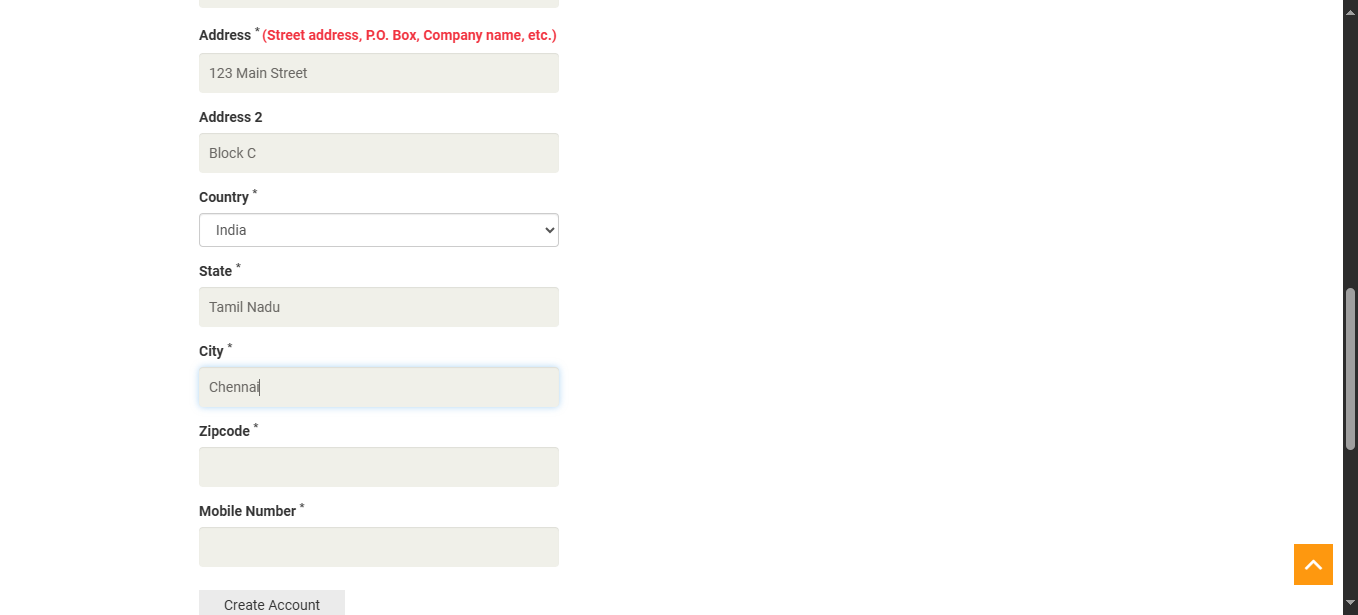 Address * (Street address, P.O. Box, Company name, etc.)
123 Main Street
Address 2
Block C
Country *
India
State *
Tamil Nadu
City *
Chennai
Zipcode *
Mobile Number *
Create Account